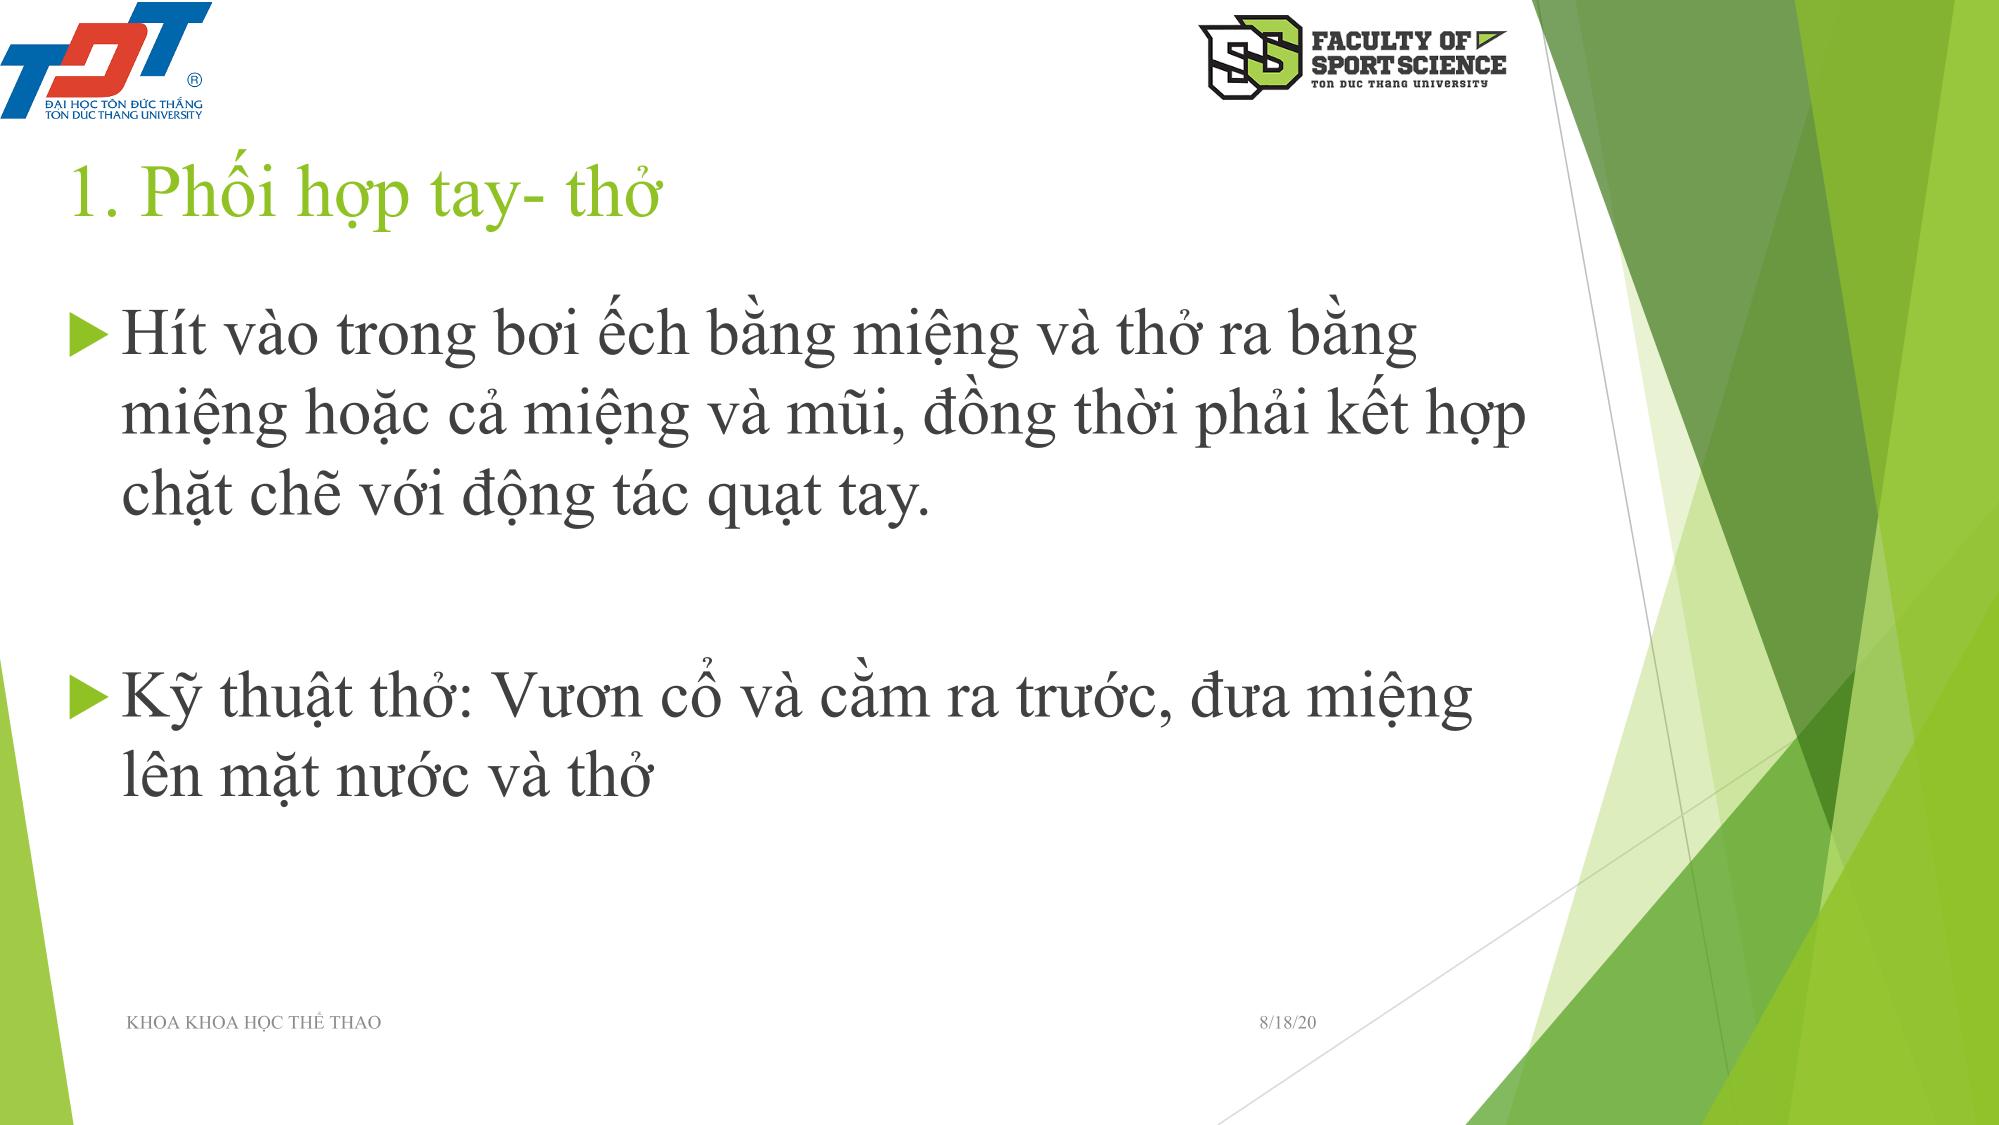 TDT
®
ĐẠI HỌC TÔN ĐỨC THẮNG
TON DUC THANG UNIVERSITY
SS
FACULTY OF
SPORT SCIENCE
TON DUC THANG UNIVERSITY
1. Phối hợp tay- thở
Hít vào trong bơi ếch bằng miệng và thở ra bằng
miệng hoặc cả miệng và mũi, đồng thời phải kết hợp
chặt chẽ với động tác quạt tay.
Kỹ thuật thở: Vươn cổ và cằm ra trước, đưa miệng
lên mặt nước và thở
KHOA KHOA HỌC THỂ THAO
8/18/20